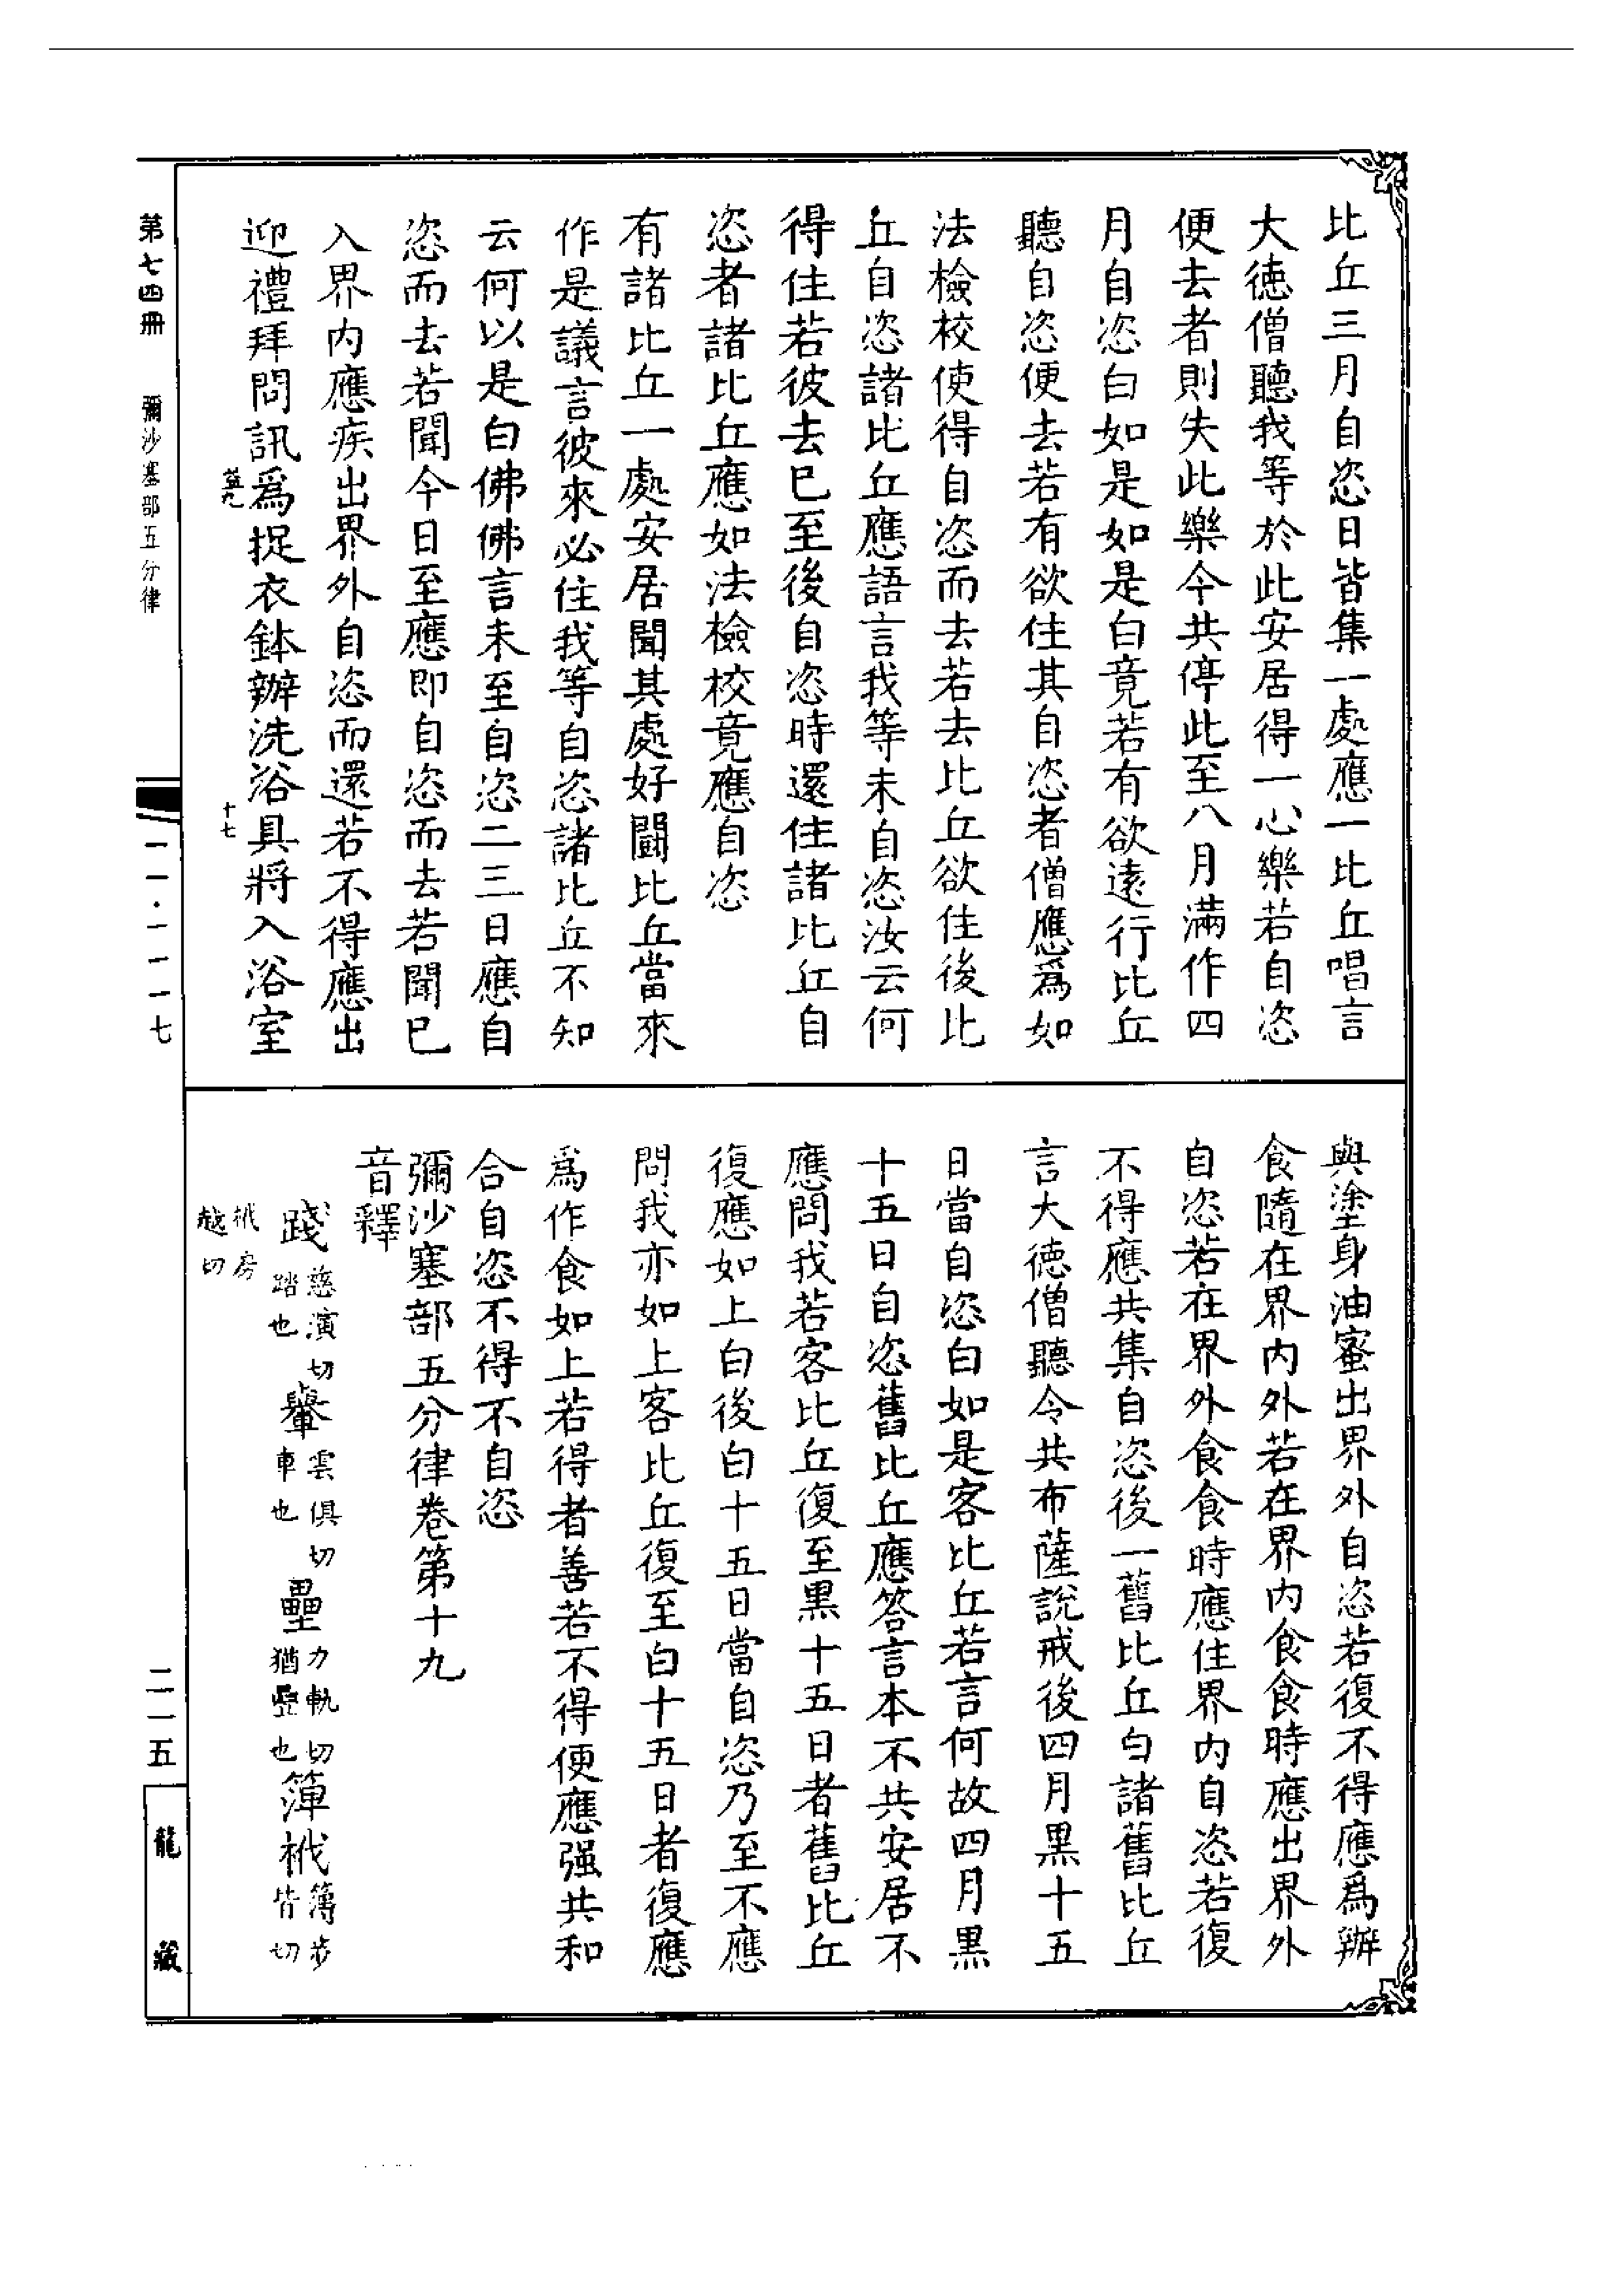 比丘三月自恣日皆集一處應一比丘唱言
大徳僧聽我等於此安居得一心樂若自恣
便去者則失此樂今共停此至八月滿作四
月自恣白如是如是白竟若有欲遠行比丘
聽自恣便去若有欲住其自恣者僧應爲如
法檢校使得自恣而去若去比丘欲住後比
丘自恣諸比丘應語言我等未自恣汝云何
得住若彼去已至後自恣時還住諸比丘自
恣者諸比丘應如法檢校竟應自恣
有諸比丘一處安居聞其處好鬭比丘當來
作是議言彼來必住我等自恣諸比丘不知
云何以是白佛佛言未至自恣二三日應自
恣而去若聞今日至應即自恣而去若聞已
入界内應疾出界外自恣而還若不得應出
迎禮拜問訊爲捉衣鉢辦洗浴具將入浴室
十七
與塗身油蜜出界外自恣若復不得應爲辦
食隨在界内外若在界内食食時應出界外
自恣若在界外食食時應住界内自恣若復
不得應共集自恣後一舊比丘白諸舊比丘
言大徳僧聽令共布薩說戒後四月黒十五
日當自恣白如是客比丘若言何故四月黒
十五日自恣舊比丘應答言本不共安居不
應問我若客比丘復至黒十五日者舊比丘
復應如上白後白十五日當自恣乃至不應
問我亦如上客比丘復至白十五日者復應
爲作食如上若得者善若不得便應强共和
合自恣不得不自恣
彌沙塞部五分律卷第十九
音釋
踐慈演切踏也 轝雲俱切車也 壘力軌切猶壘也 簿栰簿步皆切
栰房越切
第七四冊 彌沙塞部五分律
一一·一一一七
二一五
龍藏